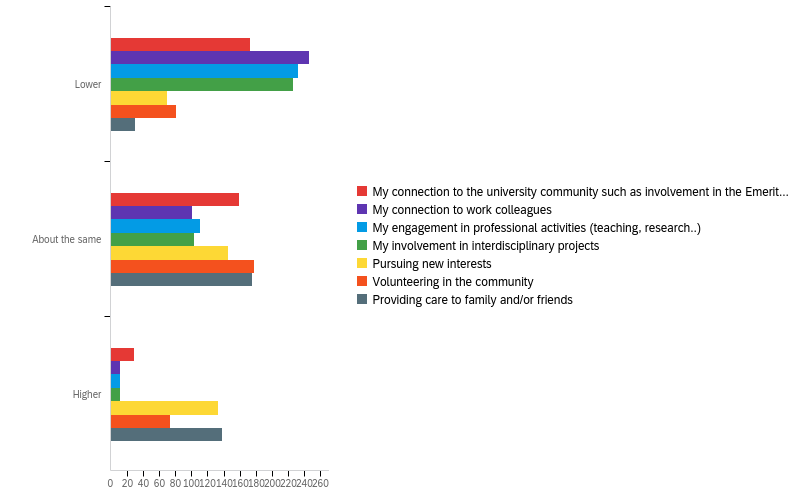 Lower
About the same
Higher
0 20 40 60 80 100 120 140 160 180 200 220 240 260
My connection to the university community such as involvement in the Emerit...
My connection to work colleagues
My engagement in professional activities (teaching, research..)
My involvement in interdisciplinary projects
Pursuing new interests
Volunteering in the community
Providing care to family and/or friends